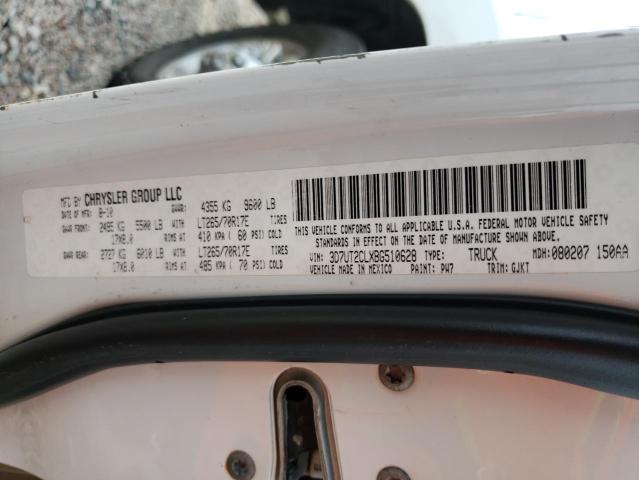 MFG BY CHRYSLER GROUP LLC
DATE OF MFR: 8-10 GVWR: 4355 KG 9600 LB
GAWR FRONT: 2495 KG 5500 LB WITH LT265/70R17E TIRES
17X8.0 RIMS AT 410 KPA ( 60 PSI) COLD
GAWR REAR: 2727 KG 6010 LB WITH LT265/70R17E TIRES
17X8.0 RIMS AT 485 KPA ( 70 PSI) COLD
THIS VEHICLE CONFORMS TO ALL APPLICABLE U.S.A. FEDERAL MOTOR VEHICLE SAFETY
STANDARDS IN EFFECT ON THE DATE OF MANUFACTURE SHOWN ABOVE.
VIN: 3D7UT2CLXBG510628 TYPE: TRUCK MDH: 080207 150AA
VEHICLE MADE IN MEXICO PAINT: PW7 TRIM: GJKT